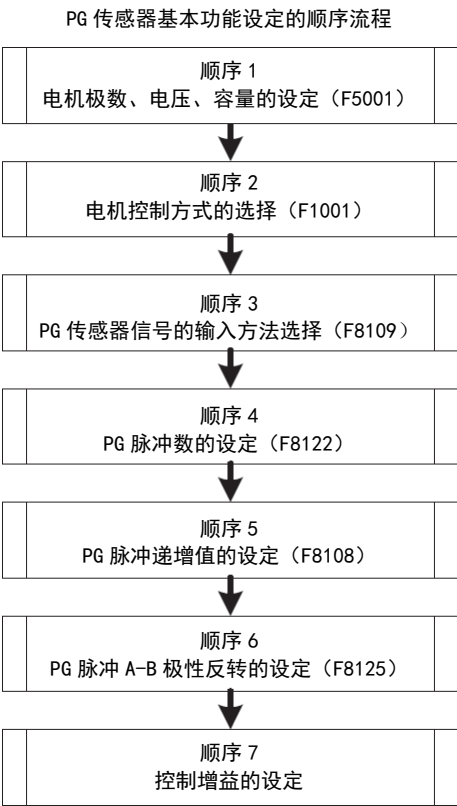 PG 传感器基本功能设定的顺序流程
顺序 1
电机极数、电压、容量的设定（F5001）
顺序 2
电机控制方式的选择（F1001）
顺序 3
PG 传感器信号的输入方法选择（F8109）
顺序 4
PG 脉冲数的设定（F8122）
顺序 5
PG 脉冲递增值的设定（F8108）
顺序 6
PG 脉冲 A-B 极性反转的设定（F8125）
顺序 7
控制增益的设定